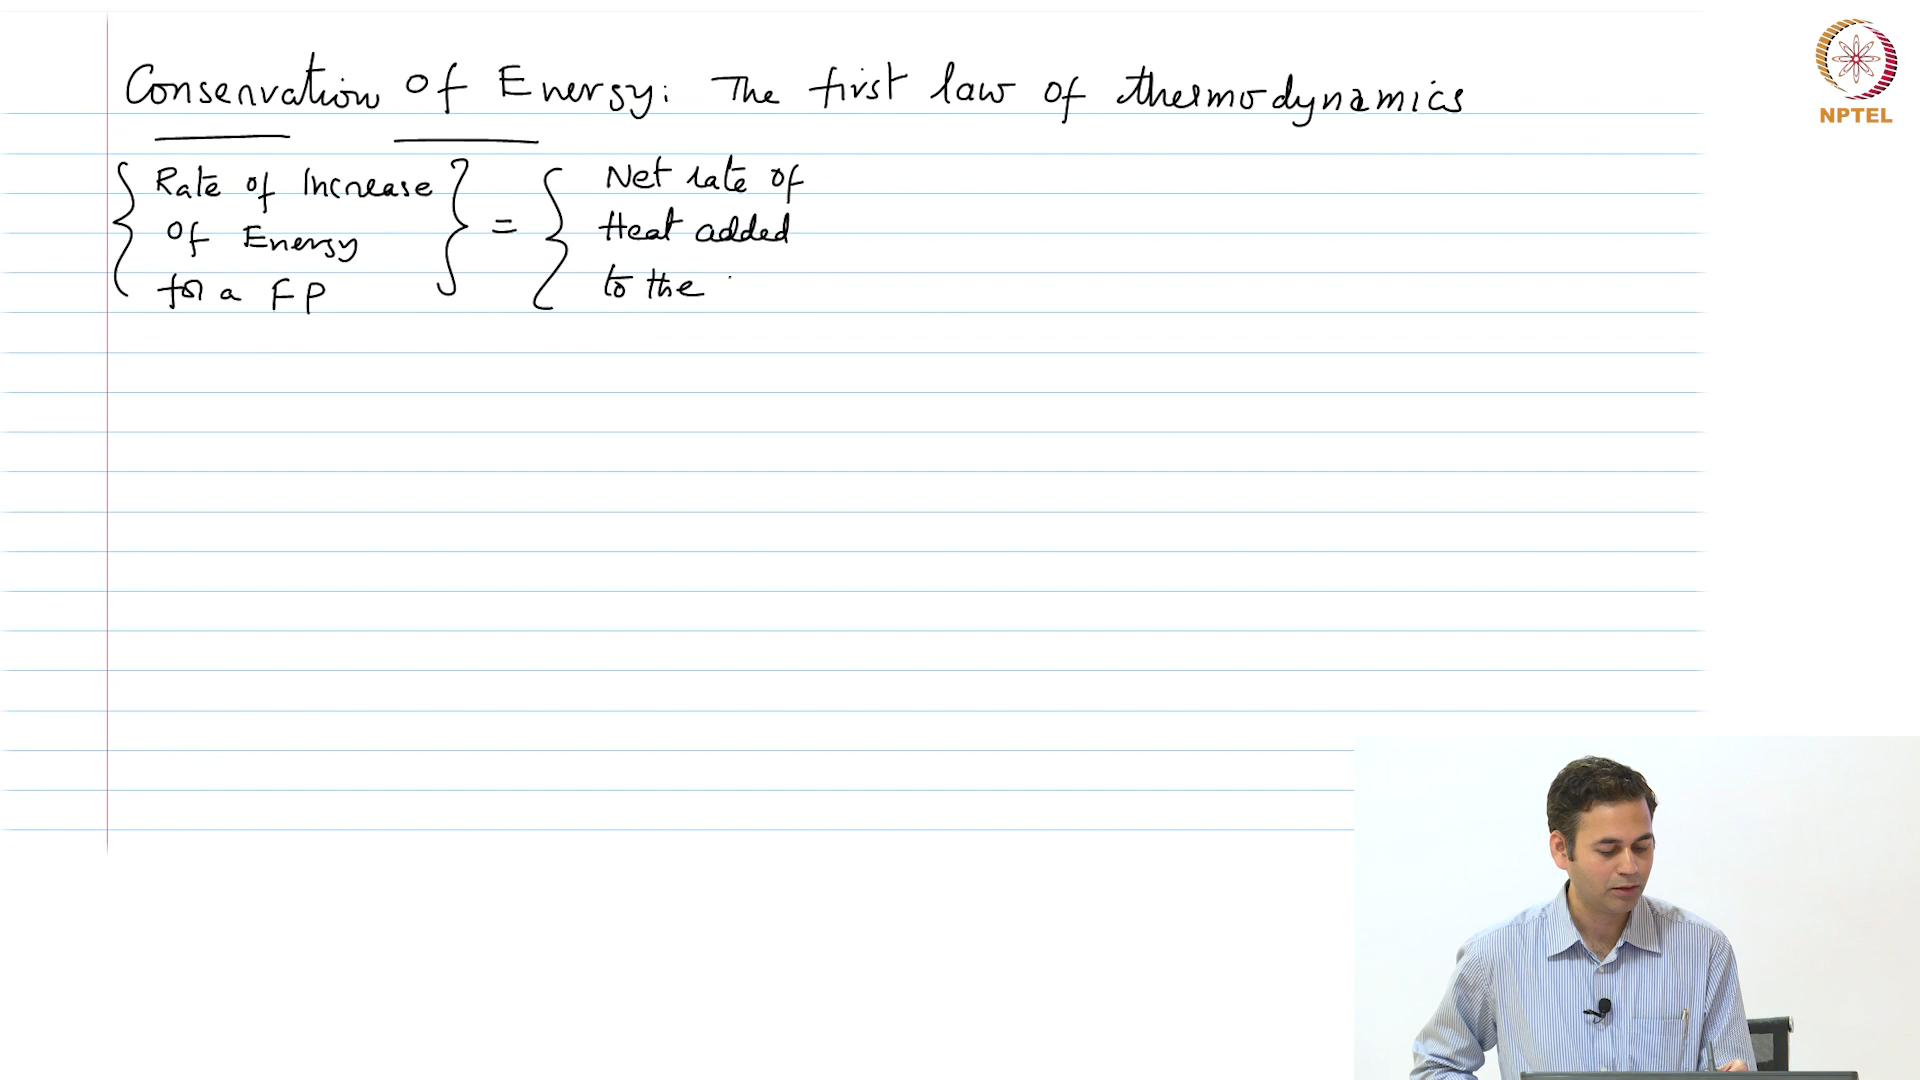 Conservation of Energy: The first law of thermodynamics
Rate of Increase
of Energy
for a FP
=
Net rate of
Heat added
to the
NPTEL